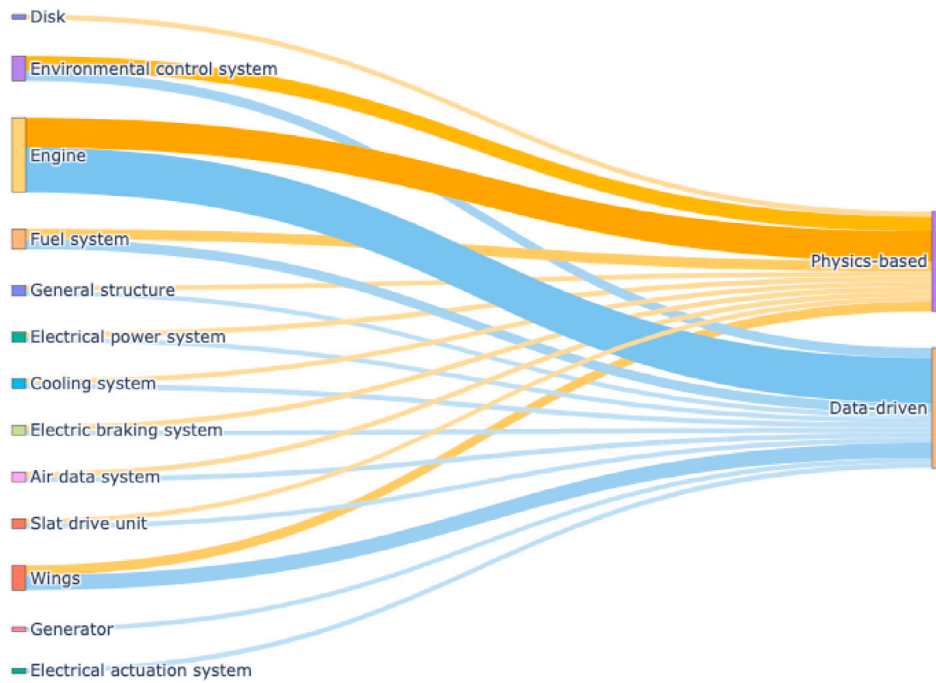 Disk
Environmental control system
Engine
Fuel system
General structure
Electrical power system
Cooling system
Electric braking system
Air data system
Slat drive unit
Wings
Generator
Electrical actuation system
Physics-based
Data-driven